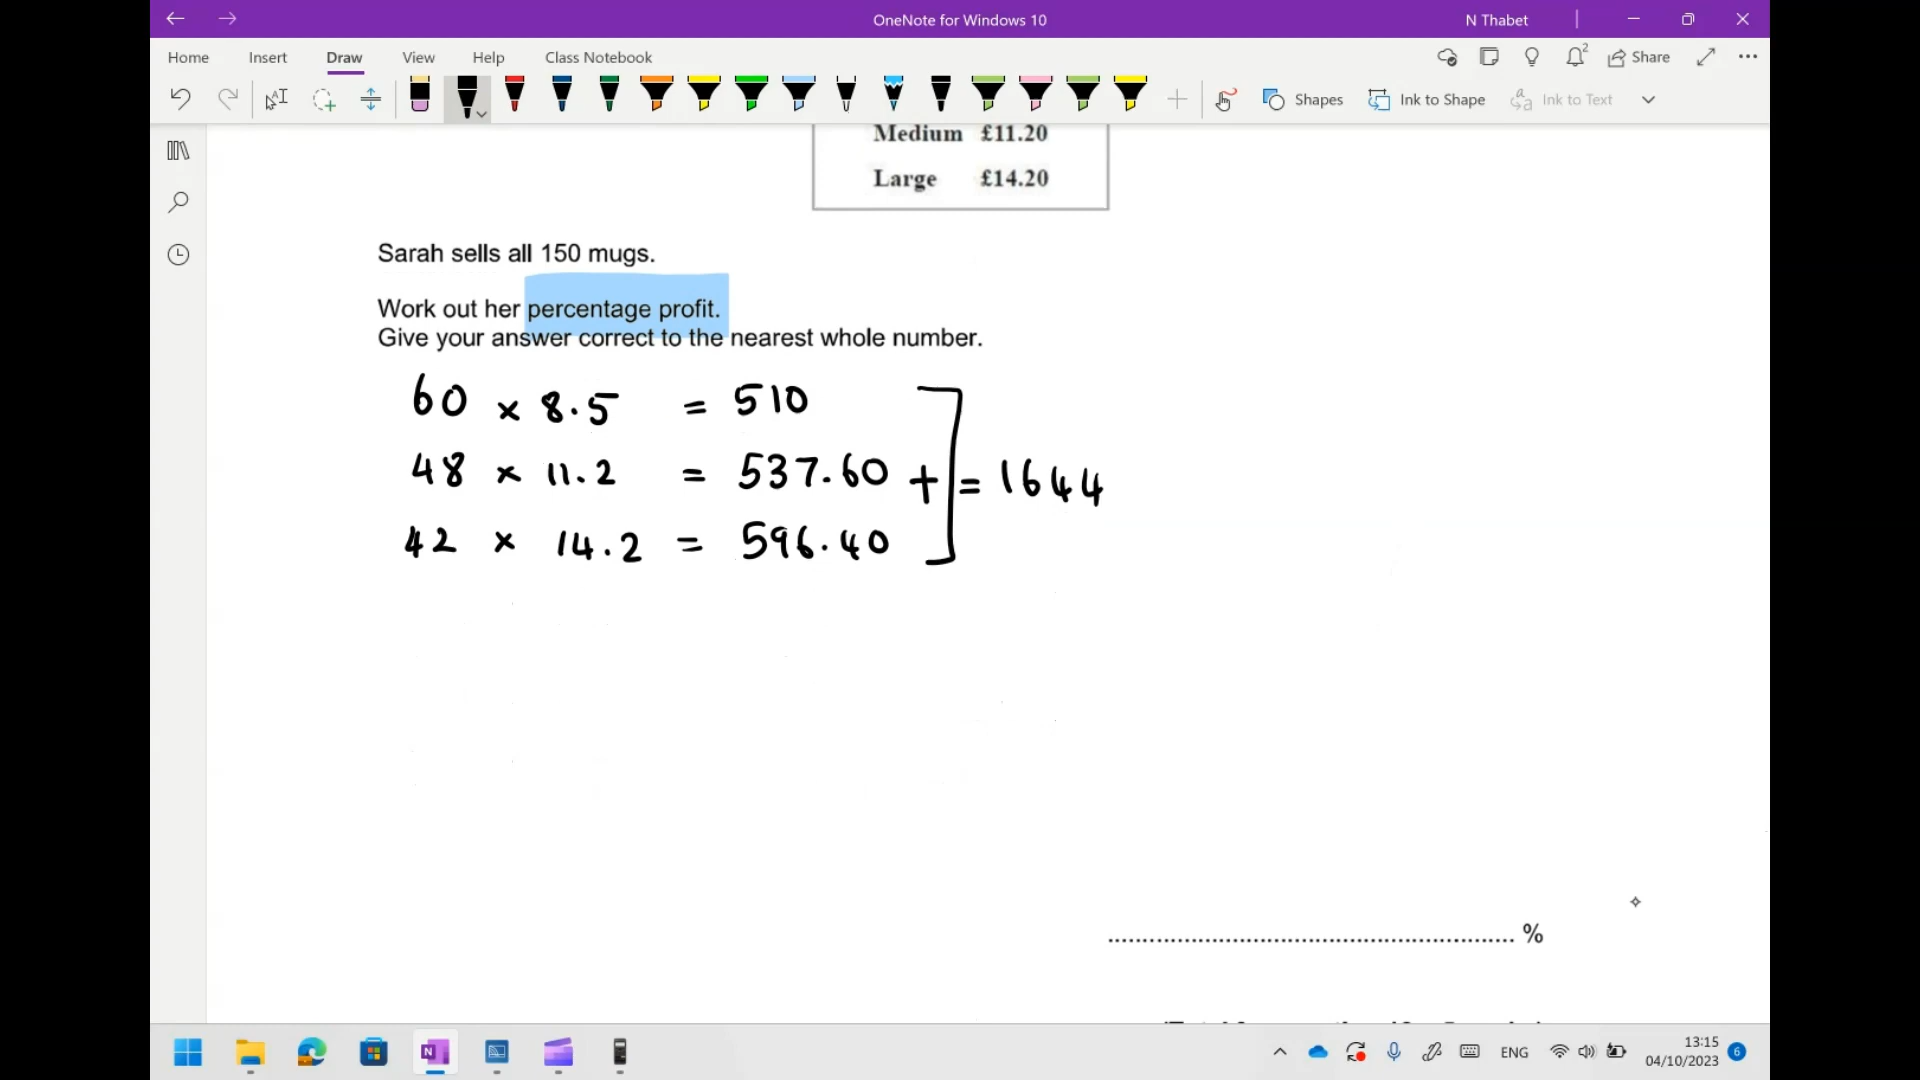 OneNote for Windows 10
N Thabet
Home Insert Draw View Help Class Notebook
2
Share
Shapes
Ink to Shape
Ink to Text
Medium £11.20
Large £14.20
Sarah sells all 150 mugs.
Work out her percentage profit.
Give your answer correct to the nearest whole number.
60 × 8.5 = 510
48 × 11.2 = 537.60 + = 1644
42 × 14.2 = 596.40
................................................................ %
ENG
13:15
04/10/2023
6